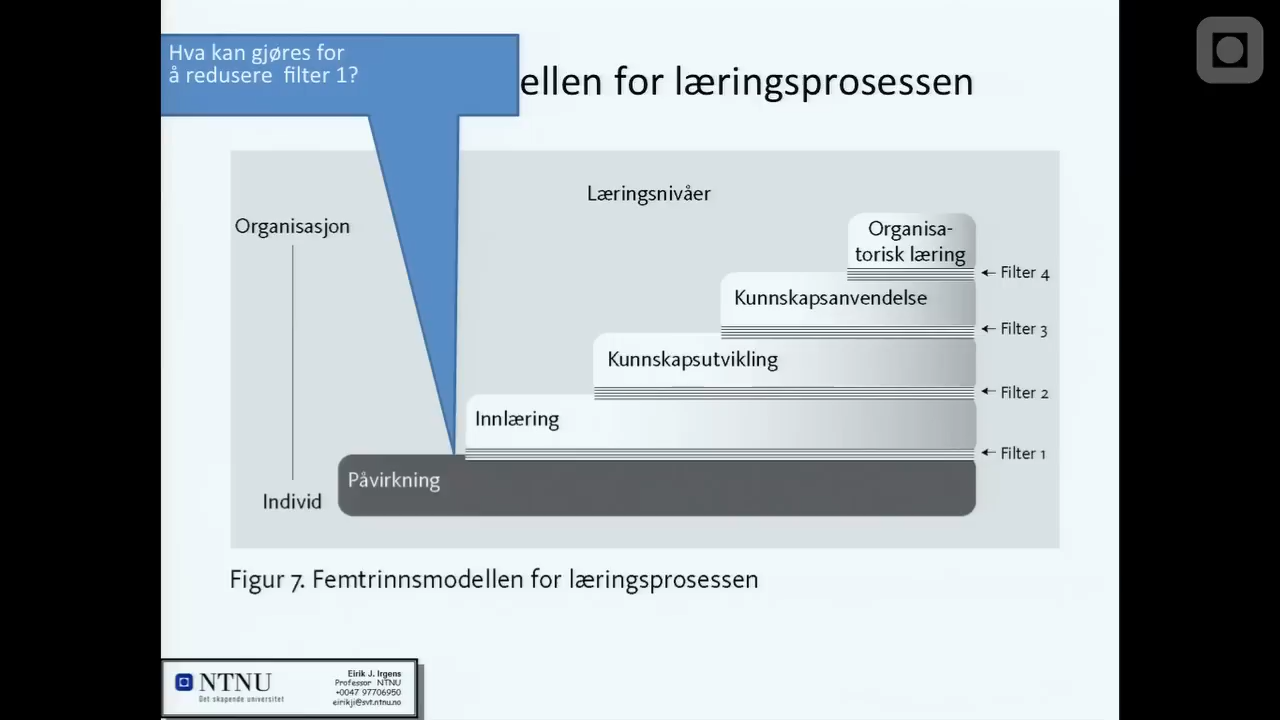 Hva kan gjøres for
å redusere filter 1?
ellen for læringsprosessen
Læringsnivåer
Organisasjon
Organisa-
torisk læring
Filter 4
Kunnskapsanvendelse
Filter 3
Kunnskapsutvikling
Filter 2
Innlæring
Filter 1
Påvirkning
Individ
Figur 7. Femtrinnsmodellen for læringsprosessen
NTNU
Det skapende universitet
Eirik J. Irgens
Professor NTNU
+0047 97706950
eirikji@svt.ntnu.no